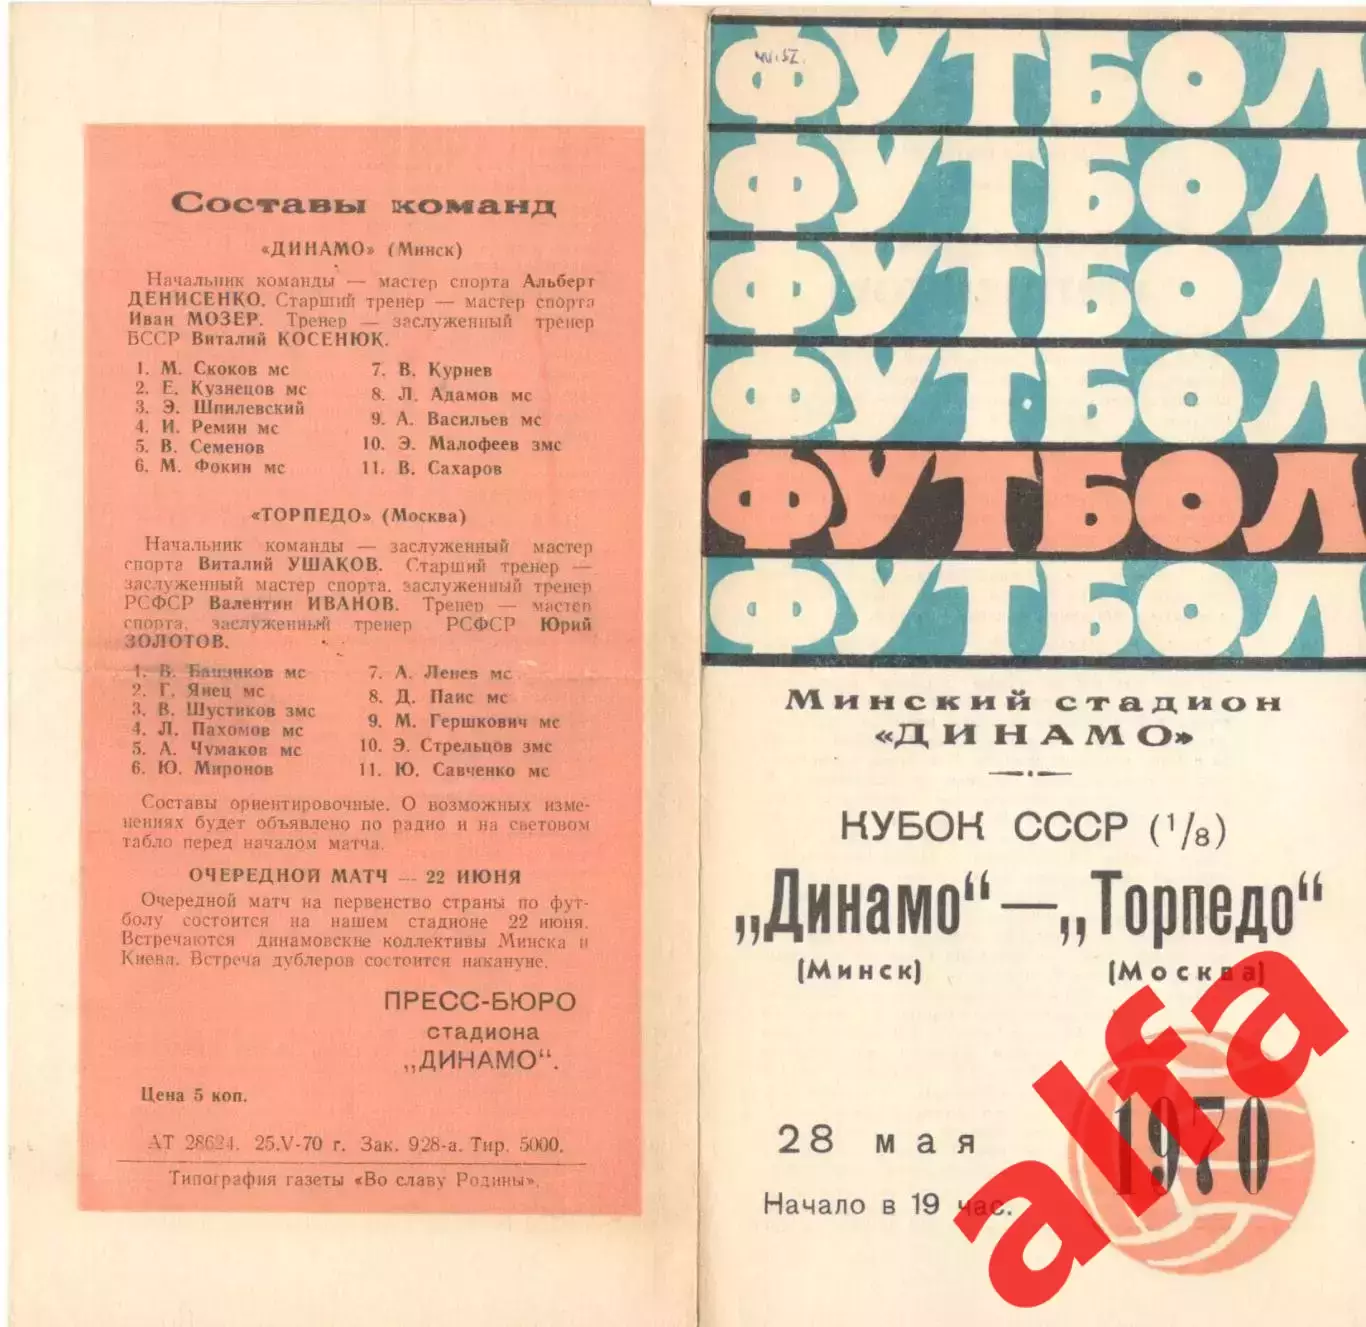 Составы команд
«ДИНАМО» (Минск)
Начальник команды — мастер спорта Альберт
ДЕНИСЕНКО. Старший тренер — мастер спорта
Иван МОЗЕР. Тренер — заслуженный тренер
БССР Виталий КОСЕНЮК.
1. М. Скоков мс
2. Е. Кузнецов мс
3. Э. Шпилевский
4. И. Ремин мс
5. В. Семенов
6. М. Фокин мс
7. В. Курнев
8. Л. Адамов мс
9. А. Васильев мс
10. Э. Малофеев змс
11. В. Сахаров
«ТОРПЕДО» (Москва)
Начальник команды — заслуженный мастер
спорта Виталий УШАКОВ. Старший тренер —
заслуженный мастер спорта, заслуженный тренер
РСФСР Валентин ИВАНОВ. Тренер — мастер
спорта, заслуженный тренер РСФСР Юрий
ЗОЛОТОВ.
1. В. Банников мс
2. Г. Янец мс
3. В. Шустиков змс
4. Л. Пахомов мс
5. А. Чумаков мс
6. Ю. Миронов
7. А. Ленев мс
8. Д. Паис мс
9. М. Гершкович мс
10. Э. Стрельцов змс
11. Ю. Савченко мс
Составы ориентировочные. О возможных изме-
нениях будет объявлено по радио и на световом
табло перед началом матча.
ОЧЕРЕДНОЙ МАТЧ — 22 ИЮНЯ
Очередной матч на первенство страны по фут-
болу состоится на нашем стадионе 22 июня.
Встречаются динамовские коллективы Минска и
Киева. Встреча дублеров состоится накануне.
ПРЕСС-БЮРО
стадиона
„ДИНАМО“.
Цена 5 коп.
АТ 28624. 25.V-70 г. Зак. 928-а. Тир. 5000.
Типография газеты «Во славу Родины».
ФУТБОЛ
ФУТБОЛ
ФУТБОЛ
ФУТБОЛ
ФУТБОЛ
ФУТБОЛ
Минский стадион
«ДИНАМО»
КУБОК СССР (1/8)
„Динамо“ — „Торпедо“
(Минск) (Москва)
1970
28 мая
Начало в 19 час.
alfa